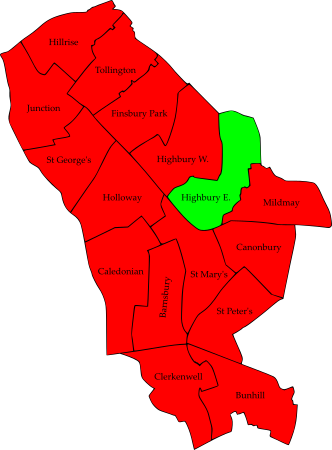 Hillrise
Tollington
Junction
Finsbury Park
St George's
Highbury W.
Holloway
Highbury E.
Mildmay
Canonbury
Caledonian
St Mary's
Barnsbury
St Peter's
Clerkenwell
Bunhill